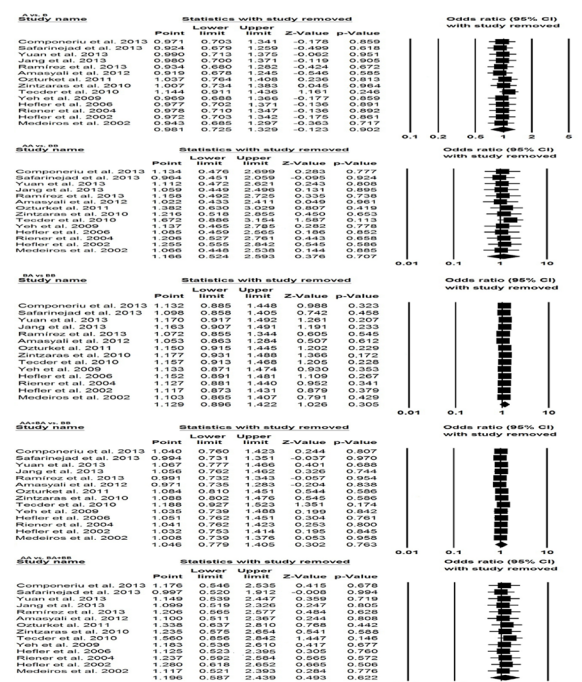 A vs. B
Study name Statistics with study removed Odds ratio (95% CI)
with study removed
Lower Upper
Point limit limit Z-Value p-Value
Componeriu et al. 2013 0.971 0.703 1.341 -0.178 0.859
Safarinejad et al. 2013 0.924 0.679 1.259 -0.499 0.618
Yuan et al. 2013 0.990 0.713 1.375 -0.062 0.951
Jang et al. 2013 0.980 0.700 1.371 -0.119 0.905
Ramírez et al. 2013 0.934 0.680 1.282 -0.424 0.672
Amasyali et al. 2012 0.919 0.678 1.245 -0.546 0.585
Ozturket al. 2011 1.037 0.764 1.408 0.236 0.813
Zintzaras et al. 2010 1.007 0.734 1.383 0.045 0.964
Tecder et al. 2010 1.144 0.911 1.436 1.161 0.246
Yeh et al. 2009 0.969 0.688 1.366 -0.177 0.859
Hefler et al. 2006 0.977 0.702 1.371 -0.136 0.891
Riener et al. 2004 0.976 0.710 1.347 -0.136 0.892
Hefler et al. 2002 0.972 0.703 1.342 -0.175 0.861
Medeiros et al. 2002 0.943 0.685 1.297 -0.363 0.717
0.981 0.725 1.329 -0.123 0.902
0.1 0.2 0.5 1 2 5
AA vs. BB
Study name Statistics with study removed Odds ratio (95% CI)
with study removed
Lower Upper
Point limit limit Z-Value p-Value
Componeriu et al. 2013 1.134 0.476 2.699 0.283 0.777
Safarinejad et al. 2013 0.964 0.451 2.059 -0.095 0.924
Yuan et al. 2013 1.112 0.472 2.621 0.243 0.808
Jang et al. 2013 1.059 0.449 2.496 0.131 0.895
Ramírez et al. 2013 1.158 0.492 2.725 0.335 0.738
Amasyali et al. 2012 1.022 0.433 2.411 0.049 0.961
Ozturket al. 2011 1.382 0.630 3.029 0.807 0.419
Zintzaras et al. 2010 1.216 0.518 2.855 0.450 0.653
Tecder et al. 2010 1.672 0.886 3.154 1.587 0.113
Yeh et al. 2009 1.137 0.465 2.785 0.282 0.778
Hefler et al. 2006 1.085 0.459 2.565 0.186 0.852
Riener et al. 2004 1.206 0.527 2.761 0.443 0.658
Hefler et al. 2002 1.255 0.555 2.842 0.545 0.586
Medeiros et al. 2002 1.066 0.448 2.538 0.144 0.885
1.166 0.524 2.593 0.376 0.707
0.01 0.1 1 10
BA vs BB
Study name Statistics with study removed Odds ratio (95% CI)
with study removed
Lower Upper
Point limit limit Z-Value p-Value
Componeriu et al. 2013 1.132 0.885 1.448 0.988 0.323
Safarinejad et al. 2013 1.098 0.858 1.405 0.742 0.458
Yuan et al. 2013 1.170 0.917 1.492 1.261 0.207
Jang et al. 2013 1.163 0.907 1.491 1.191 0.233
Ramírez et al. 2013 1.072 0.855 1.344 0.605 0.545
Amasyali et al. 2012 1.053 0.863 1.284 0.507 0.612
Ozturket al. 2011 1.150 0.915 1.445 1.202 0.229
Zintzaras et al. 2010 1.177 0.931 1.488 1.366 0.172
Tecder et al. 2010 1.157 0.913 1.468 1.205 0.228
Yeh et al. 2009 1.133 0.871 1.474 0.930 0.353
Hefler et al. 2006 1.152 0.891 1.481 1.109 0.267
Riener et al. 2004 1.127 0.881 1.440 0.952 0.341
Hefler et al. 2002 1.117 0.873 1.431 0.879 0.379
Medeiros et al. 2002 1.103 0.865 1.407 0.791 0.429
1.129 0.896 1.422 1.026 0.305
0.01 0.1 1 10
AA+BA vs. BB
Study name Statistics with study removed Odds ratio (95% CI)
with study removed
Lower Upper
Point limit limit Z-Value p-Value
Componeriu et al. 2013 1.040 0.760 1.423 0.244 0.807
Safarinejad et al. 2013 0.994 0.731 1.351 -0.037 0.970
Yuan et al. 2013 1.067 0.777 1.466 0.401 0.688
Jang et al. 2013 1.056 0.762 1.462 0.326 0.744
Ramírez et al. 2013 0.991 0.732 1.343 -0.057 0.954
Amasyali et al. 2012 0.971 0.735 1.283 -0.204 0.838
Ozturket al. 2011 1.084 0.810 1.451 0.544 0.586
Zintzaras et al. 2010 1.088 0.802 1.476 0.545 0.586
Tecder et al. 2010 1.188 0.927 1.523 1.351 0.174
Yeh et al. 2009 1.035 0.739 1.488 0.199 0.842
Hefler et al. 2006 1.051 0.762 1.451 0.304 0.761
Riener et al. 2004 1.041 0.762 1.423 0.253 0.800
Hefler et al. 2002 1.032 0.753 1.414 0.194 0.845
Medeiros et al. 2002 1.008 0.739 1.376 0.053 0.958
1.046 0.779 1.405 0.302 0.763
0.01 0.1 1 10
AA vs. BA+BB
Study name Statistics with study removed Odds ratio (95% CI)
with study removed
Lower Upper
Point limit limit Z-Value p-Value
Componeriu et al. 2013 1.176 0.546 2.535 0.415 0.678
Safarinejad et al. 2013 0.997 0.520 1.912 -0.008 0.994
Yuan et al. 2013 1.149 0.539 2.447 0.359 0.719
Jang et al. 2013 1.099 0.519 2.326 0.247 0.805
Ramírez et al. 2013 1.206 0.565 2.577 0.484 0.628
Amasyali et al. 2012 1.100 0.511 2.367 0.244 0.808
Ozturket al. 2011 1.338 0.637 2.810 0.768 0.442
Zintzaras et al. 2010 1.235 0.575 2.654 0.541 0.588
Tecder et al. 2010 1.560 0.856 2.842 1.447 0.146
Yeh et al. 2009 1.183 0.536 2.610 0.417 0.677
Hefler et al. 2006 1.125 0.523 2.395 0.305 0.760
Riener et al. 2004 1.237 0.592 2.584 0.565 0.572
Hefler et al. 2002 1.280 0.618 2.652 0.665 0.506
Medeiros et al. 2002 1.117 0.521 2.393 0.284 0.776
1.196 0.587 2.439 0.493 0.622
0.01 0.1 1 10